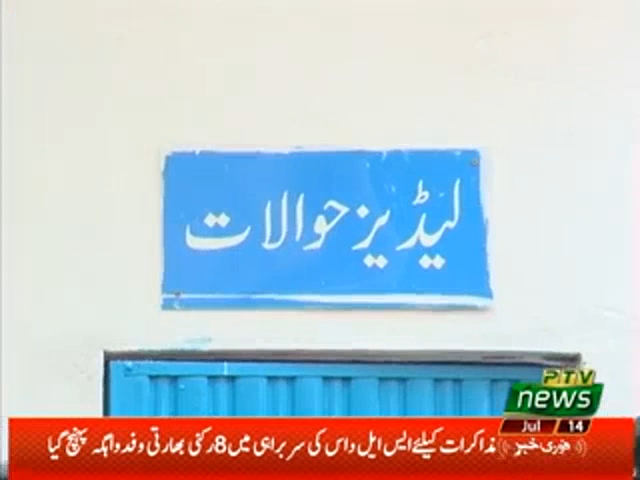 لیڈیز حوالات
PTV
news
Jul 14
فوری خبر
مذاکرات کیلئے ایس ایل داس کی سربراہی میں 8 رکنی بھارتی وفد واہگہ پہنچ گیا